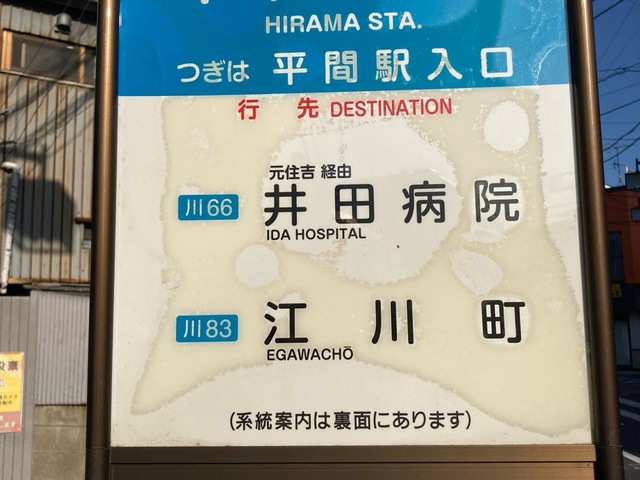 HIRAMA STA.
つぎは 平間駅入口
行先 DESTINATION
元住吉 経由
川66 井田病院
IDA HOSPITAL
川83 江川町
EGAWACHŌ
(系統案内は裏面にあります)